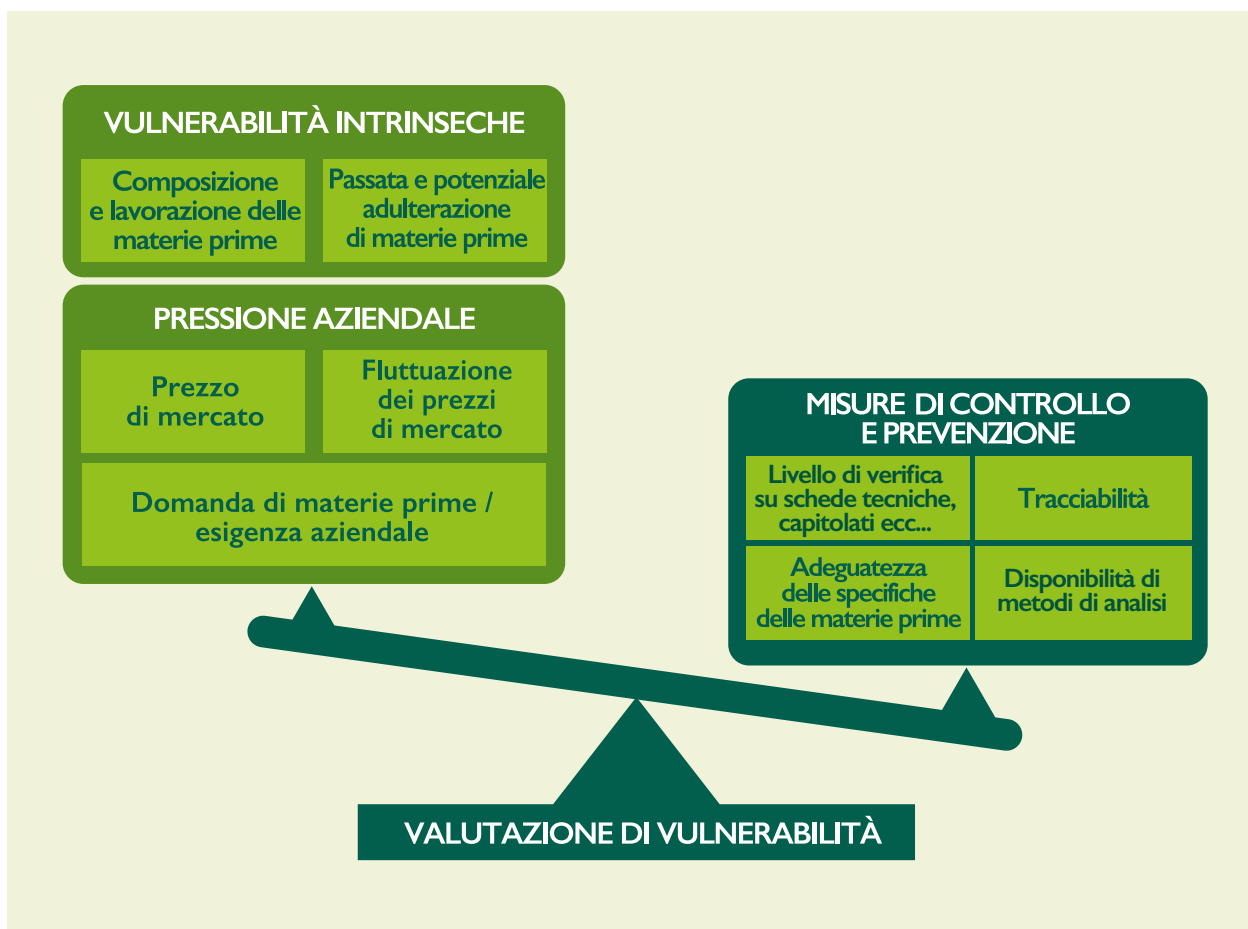 VULNERABILITÀ INTRINSECHE
Composizione
e lavorazione delle
materie prime
Passata e potenziale
adulterazione
di materie prime
PRESSIONE AZIENDALE
Prezzo
di mercato
Fluttuazione
dei prezzi
di mercato
Domanda di materie prime /
esigenza aziendale
MISURE DI CONTROLLO
E PREVENZIONE
Livello di verifica
su schede tecniche,
capitolati ecc...
Tracciabilità
Adeguatezza
delle specifiche
delle materie prime
Disponibilità di
metodi di analisi
VALUTAZIONE DI VULNERABILITÀ